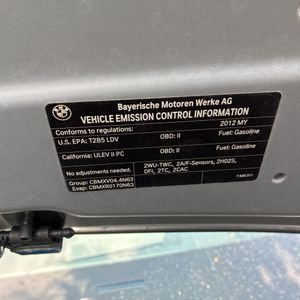 Bayerische Motoren Werke AG
VEHICLE EMISSION CONTROL INFORMATION
2012 MY
Conforms to regulations:
U.S. EPA: T2B5 LDV OBD: II Fuel: Gasoline
California: ULEV II PC OBD: II Fuel: Gasoline
No adjustments needed. 2WU-TWC, 2A/F-Sensors, 2HO2S,
DFI, 2TC, 2CAC
Group: CBMXV04.4N63
Evap: CBMXR0170N63